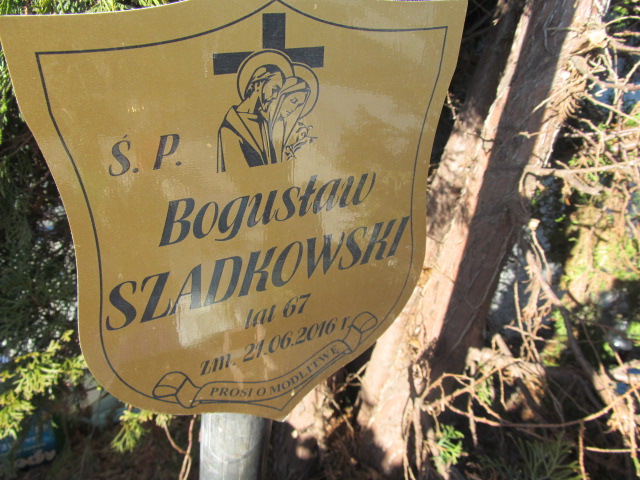 Ś. P.
Bogusław
SZADKOWSKI
lat 67
zm. 21.06.2016 r.
PROSI O MODLITWĘ